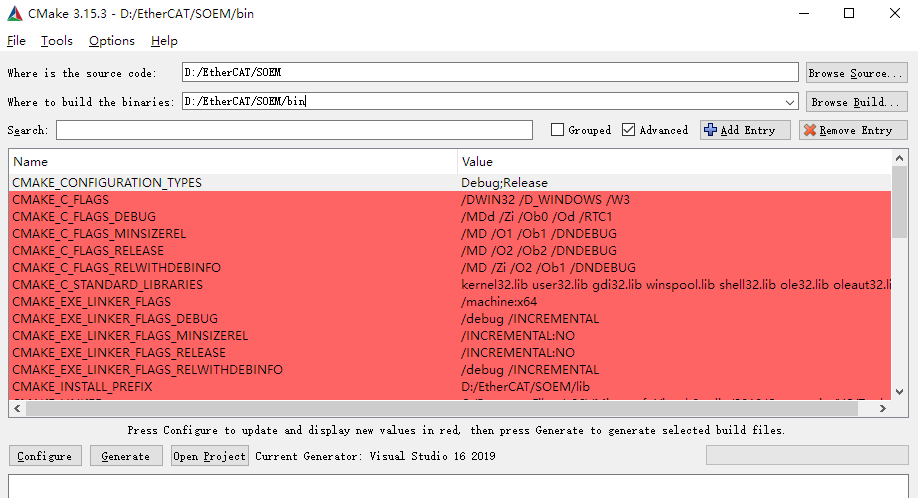 CMake 3.15.3 - D:/EtherCAT/SOEM/bin
File Tools Options Help
Where is the source code: D:/EtherCAT/SOEM Browse Source...
Where to build the binaries: D:/EtherCAT/SOEM/bin Browse Build...
Search: Grouped Advanced Add Entry Remove Entry
Name Value
CMAKE_CONFIGURATION_TYPES Debug;Release
CMAKE_C_FLAGS /DWIN32 /D_WINDOWS /W3
CMAKE_C_FLAGS_DEBUG /MDd /Zi /Ob0 /Od /RTC1
CMAKE_C_FLAGS_MINSIZEREL /MD /O1 /Ob1 /DNDEBUG
CMAKE_C_FLAGS_RELEASE /MD /O2 /Ob2 /DNDEBUG
CMAKE_C_FLAGS_RELWITHDEBINFO /MD /Zi /O2 /Ob1 /DNDEBUG
CMAKE_C_STANDARD_LIBRARIES kernel32.lib user32.lib gdi32.lib winspool.lib shell32.lib ole32.lib oleaut32.li
CMAKE_EXE_LINKER_FLAGS /machine:x64
CMAKE_EXE_LINKER_FLAGS_DEBUG /debug /INCREMENTAL
CMAKE_EXE_LINKER_FLAGS_MINSIZEREL /INCREMENTAL:NO
CMAKE_EXE_LINKER_FLAGS_RELEASE /INCREMENTAL:NO
CMAKE_EXE_LINKER_FLAGS_RELWITHDEBINFO /debug /INCREMENTAL
CMAKE_INSTALL_PREFIX D:/EtherCAT/SOEM/lib
Press Configure to update and display new values in red, then press Generate to generate selected build files.
Configure Generate Open Project Current Generator: Visual Studio 16 2019